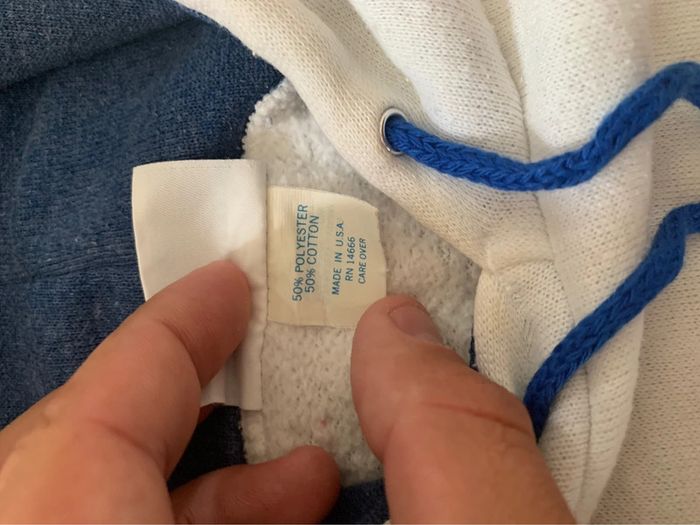 50% POLYESTER
50% COTTON
MADE IN U.S.A.
RN 14666
CARE OVER